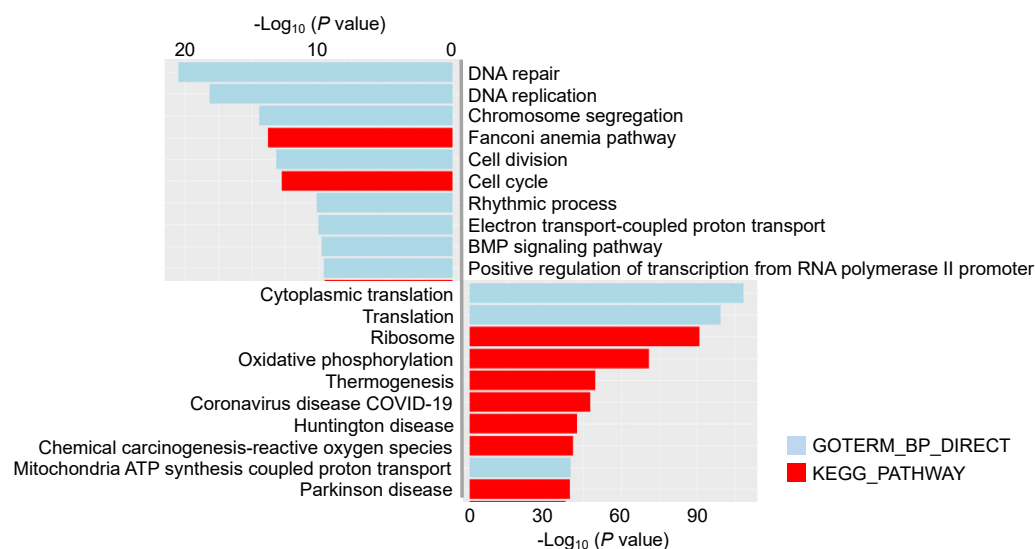 -Log₁₀ (P value)
20 10 0
DNA repair
DNA replication
Chromosome segregation
Fanconi anemia pathway
Cell division
Cell cycle
Rhythmic process
Electron transport-coupled proton transport
BMP signaling pathway
Positive regulation of transcription from RNA polymerase II promoter
Cytoplasmic translation
Translation
Ribosome
Oxidative phosphorylation
Thermogenesis
Coronavirus disease COVID-19
Huntington disease
Chemical carcinogenesis-reactive oxygen species
Mitochondria ATP synthesis coupled proton transport
Parkinson disease
GOTERM_BP_DIRECT
KEGG_PATHWAY
0 30 60 90
-Log₁₀ (P value)